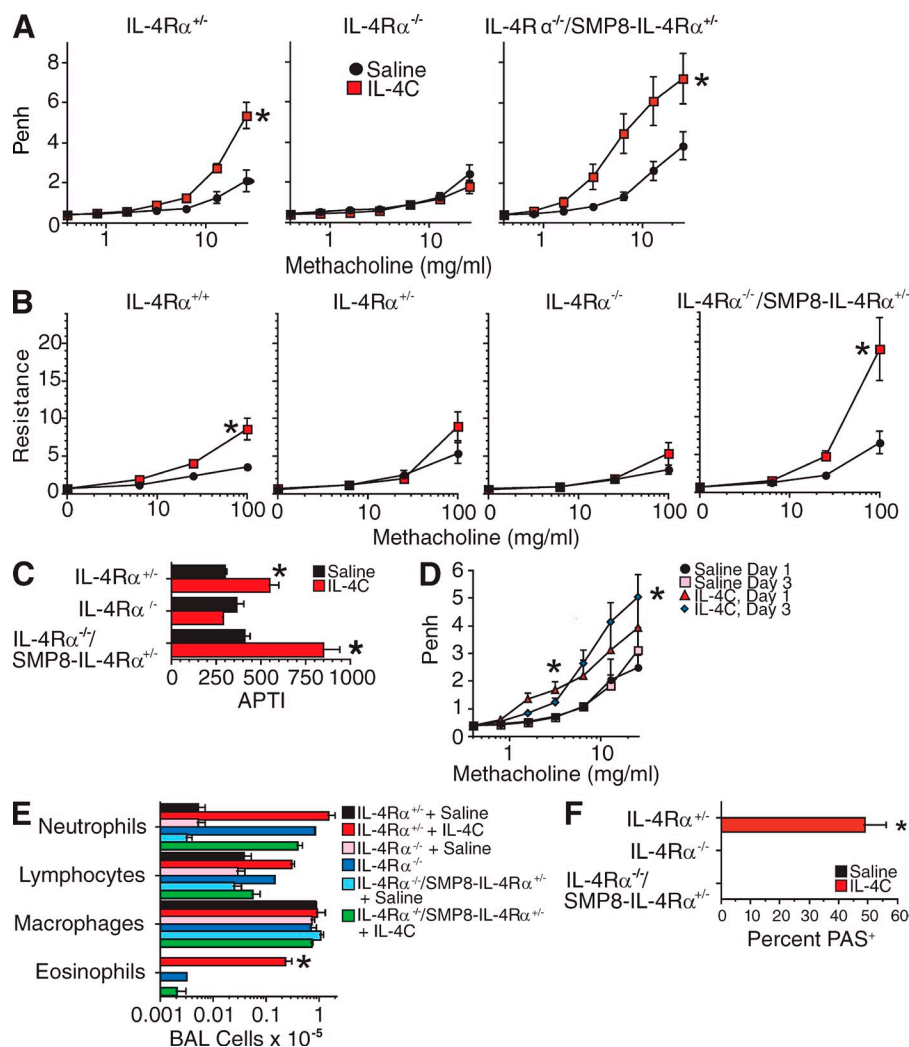 A
IL-4Rα+/-
IL-4Rα-/-
IL-4R α-/-/SMP8-IL-4Rα+/-
8
6
4
2
0
Penh
Saline
IL-4C
*
*
1 10 1 10 1 10
Methacholine (mg/ml)
B
IL-4Rα+/+
IL-4Rα+/-
IL-4Rα-/-
IL-4Rα-/-/SMP8-IL-4Rα+/-
20
15
10
5
0
Resistance
*
*
0 10 100 0 10 100 0 10 100 0 10 100
Methacholine (mg/ml)
C
IL-4Rα+/-
IL-4Rα-/-
IL-4Rα-/-/
SMP8-IL-4Rα+/-
Saline
IL-4C
*
*
0 250 500 750 1000
APTI
D
6
5
4
3
2
1
0
Penh
Saline Day 1
Saline Day 3
IL-4C, Day 1
IL-4C, Day 3
*
*
1 10
Methacholine (mg/ml)
E
Neutrophils
Lymphocytes
Macrophages
Eosinophils
*
0.001 0.01 0.1 1
BAL Cells x 10-5
IL-4Rα+/- + Saline
IL-4Rα+/- + IL-4C
IL-4Rα-/- + Saline
IL-4Rα-/-
IL-4Rα-/-/SMP8-IL-4Rα+/-
+ Saline
IL-4Rα-/-/SMP8-IL-4Rα+/-
+ IL-4C
F
IL-4Rα+/-
IL-4Rα-/-
IL-4Rα-/-/
SMP8-IL-4Rα+/-
*
Saline
IL-4C
0 10 20 30 40 50 60
Percent PAS+